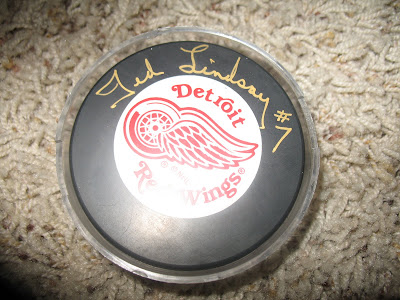 Ted Lindsay #7
Detroit
Red Wings®